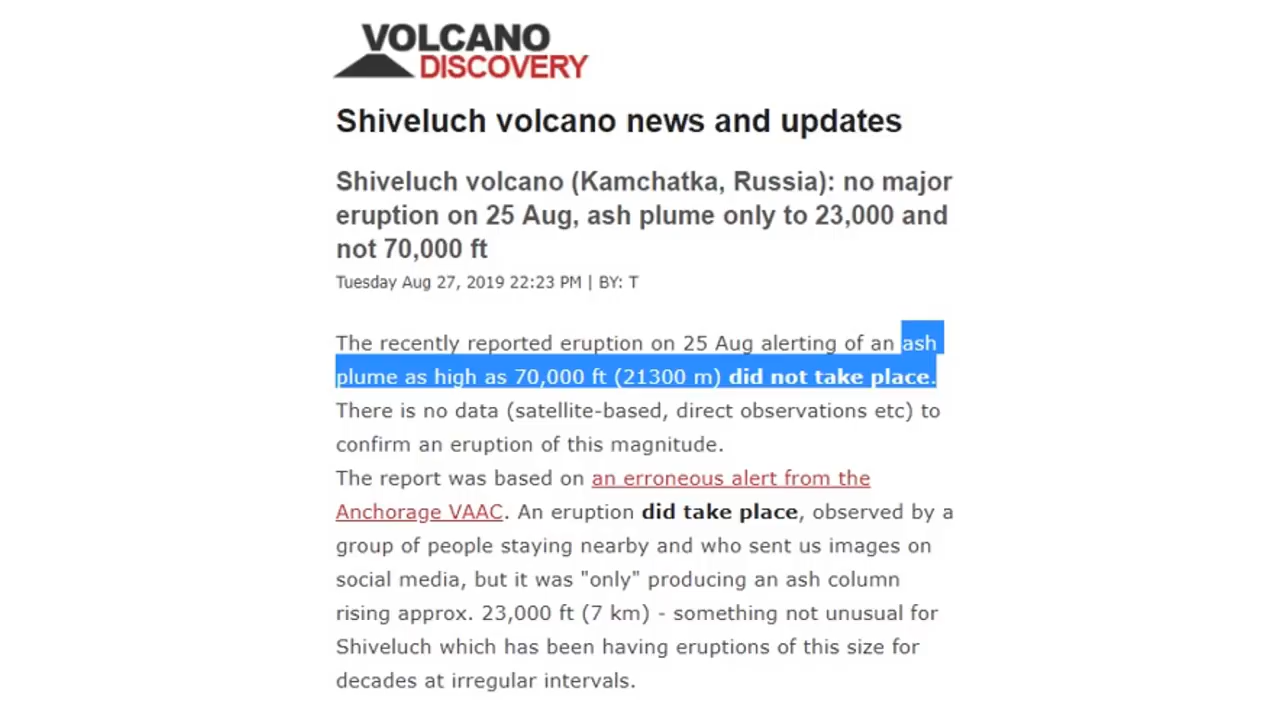 VOLCANO
DISCOVERY
Shiveluch volcano news and updates
Shiveluch volcano (Kamchatka, Russia): no major
eruption on 25 Aug, ash plume only to 23,000 and
not 70,000 ft
Tuesday Aug 27, 2019 22:23 PM | BY: T
The recently reported eruption on 25 Aug alerting of an ash
plume as high as 70,000 ft (21300 m) did not take place.
There is no data (satellite-based, direct observations etc) to
confirm an eruption of this magnitude.
The report was based on an erroneous alert from the
Anchorage VAAC. An eruption did take place, observed by a
group of people staying nearby and who sent us images on
social media, but it was "only" producing an ash column
rising approx. 23,000 ft (7 km) - something not unusual for
Shiveluch which has been having eruptions of this size for
decades at irregular intervals.